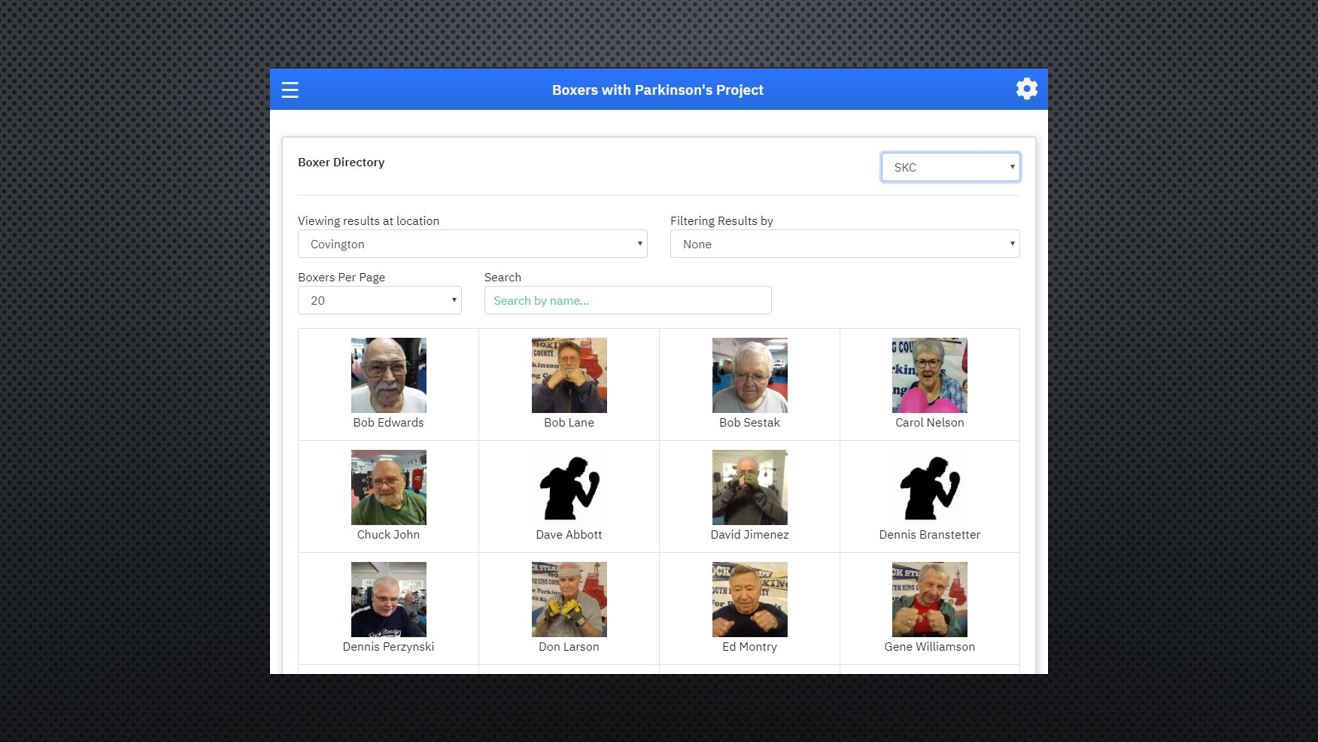 Boxers with Parkinson's Project
Boxer Directory
SKC
Viewing results at location
Filtering Results by
Covington
None
Boxers Per Page
Search
20
Search by name...
Bob Edwards
Bob Lane
Bob Sestak
Carol Nelson
Chuck John
Dave Abbott
David Jimenez
Dennis Branstetter
Dennis Perzynski
Don Larson
Ed Montry
Gene Williamson